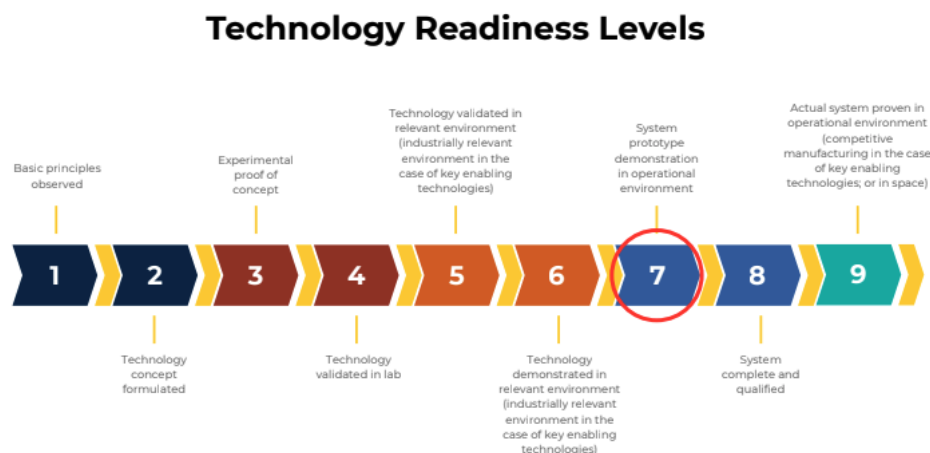 Technology Readiness Levels
Basic principles
observed
Experimental
proof of
concept
Technology validated in
relevant environment
(industrially relevant
environment in the
case of key enabling
technologies)
System
prototype
demonstration
in operational
environment
Actual system proven in
operational environment
(competitive
manufacturing in the case
of key enabling
technologies; or in space)
1
2
3
4
5
6
7
8
9
Technology
concept
formulated
Technology
validated in lab
Technology
demonstrated in
relevant environment
(industrially relevant
environment in the
case of key enabling
technologies)
System
complete and
qualified